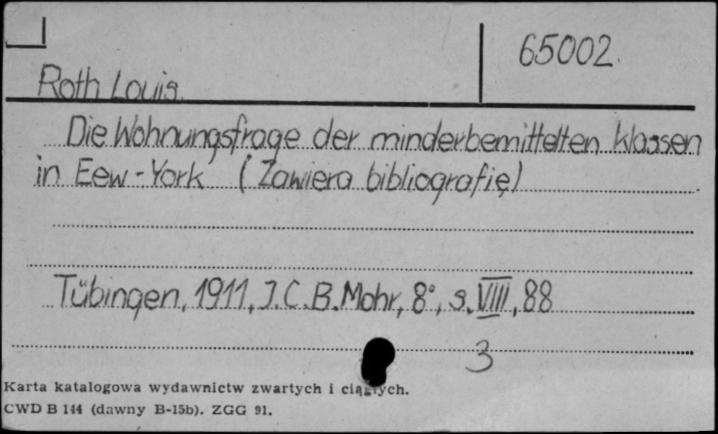 65002.
Roth Louis.
Die Wohnungsfrage der minderbemittelten Klassen
in Eew-York (Zawiera bibliografię)
Tübingen, 1911, J.C.B. Mohr, 8°, s. VIII, 88
3
Karta katalogowa wydawnictw zwartych i ciągłych.
CWD B 144 (dawny B-15b). ZGG 91.